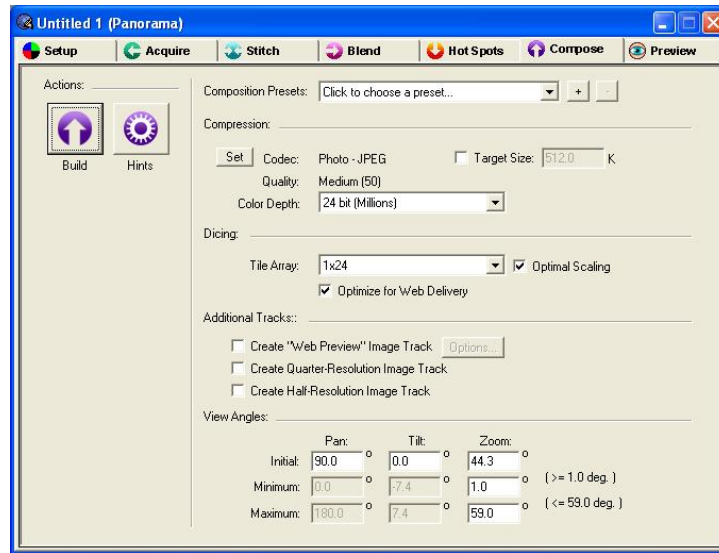 Untitled 1 (Panorama)
Setup Acquire Stitch Blend Hot Spots Compose Preview
Actions:
Build Hints
Composition Presets: Click to choose a preset... + -
Compression:
Set Codec: Photo - JPEG Target Size: 512.0 K
Quality: Medium (50)
Color Depth: 24 bit (Millions)
Dicing:
Tile Array: 1x24 Optimal Scaling
Optimize for Web Delivery
Additional Tracks::
Create "Web Preview" Image Track Options...
Create Quarter-Resolution Image Track
Create Half-Resolution Image Track
View Angles:
Pan: Tilt: Zoom:
Initial: 90.0 ° 0.0 ° 44.3 °
Minimum: 0.0 ° -7.4 ° 1.0 ° ( >= 1.0 deg. )
Maximum: 180.0 ° 7.4 ° 59.0 ° ( <= 59.0 deg. )